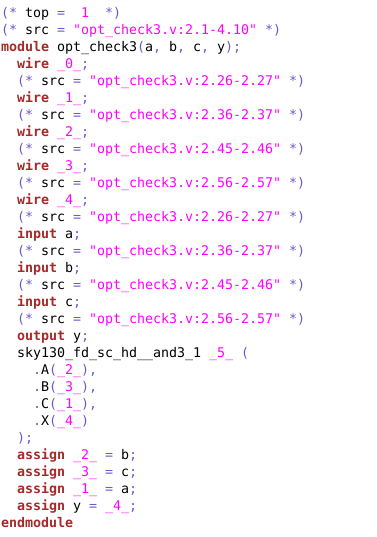 (* top =  1  *)
(* src = "opt_check3.v:2.1-4.10" *)
module opt_check3(a, b, c, y);
  wire _0_;
  (* src = "opt_check3.v:2.26-2.27" *)
  wire _1_;
  (* src = "opt_check3.v:2.36-2.37" *)
  wire _2_;
  (* src = "opt_check3.v:2.45-2.46" *)
  wire _3_;
  (* src = "opt_check3.v:2.56-2.57" *)
  wire _4_;
  (* src = "opt_check3.v:2.26-2.27" *)
  input a;
  (* src = "opt_check3.v:2.36-2.37" *)
  input b;
  (* src = "opt_check3.v:2.45-2.46" *)
  input c;
  (* src = "opt_check3.v:2.56-2.57" *)
  output y;
  sky130_fd_sc_hd__and3_1 _5_ (
    .A(_2_),
    .B(_3_),
    .C(_1_),
    .X(_4_)
  );
  assign _2_ = b;
  assign _3_ = c;
  assign _1_ = a;
  assign y = _4_;
endmodule